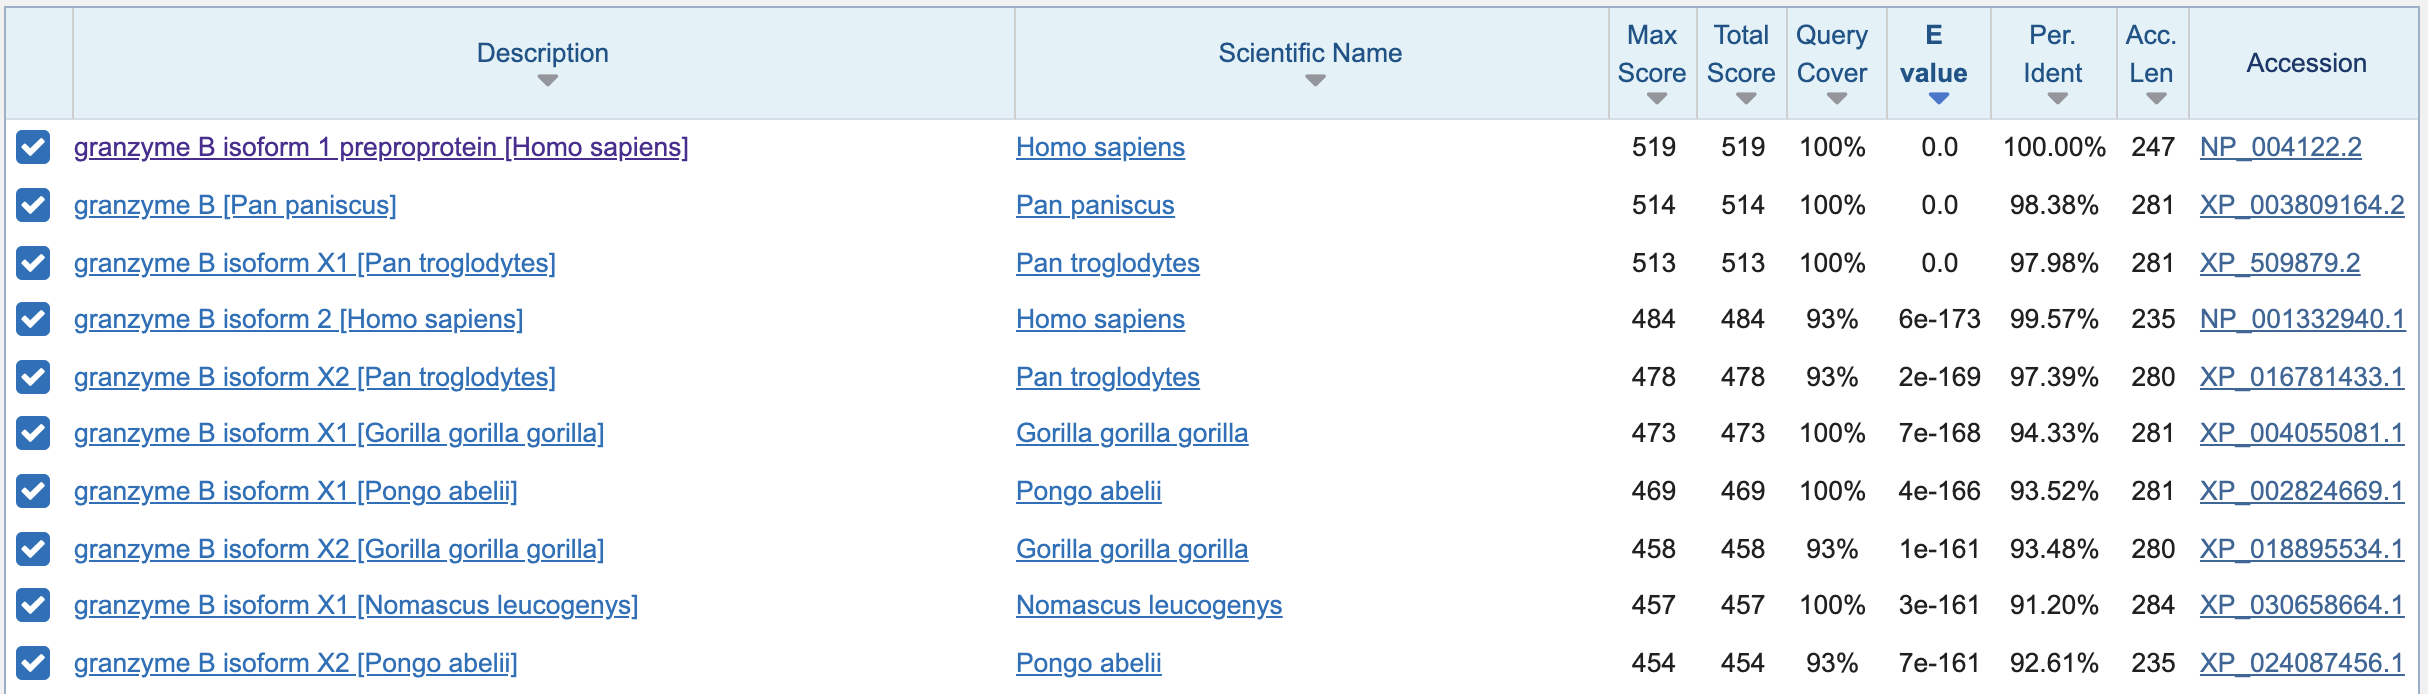 Description Scientific Name Max Score Total Score Query Cover E value Per. Ident Acc. Len Accession
granzyme B isoform 1 preproprotein [Homo sapiens] Homo sapiens 519 519 100% 0.0 100.00% 247 NP_004122.2
granzyme B [Pan paniscus] Pan paniscus 514 514 100% 0.0 98.38% 281 XP_003809164.2
granzyme B isoform X1 [Pan troglodytes] Pan troglodytes 513 513 100% 0.0 97.98% 281 XP_509879.2
granzyme B isoform 2 [Homo sapiens] Homo sapiens 484 484 93% 6e-173 99.57% 235 NP_001332940.1
granzyme B isoform X2 [Pan troglodytes] Pan troglodytes 478 478 93% 2e-169 97.39% 280 XP_016781433.1
granzyme B isoform X1 [Gorilla gorilla gorilla] Gorilla gorilla gorilla 473 473 100% 7e-168 94.33% 281 XP_004055081.1
granzyme B isoform X1 [Pongo abelii] Pongo abelii 469 469 100% 4e-166 93.52% 281 XP_002824669.1
granzyme B isoform X2 [Gorilla gorilla gorilla] Gorilla gorilla gorilla 458 458 93% 1e-161 93.48% 280 XP_018895534.1
granzyme B isoform X1 [Nomascus leucogenys] Nomascus leucogenys 457 457 100% 3e-161 91.20% 284 XP_030658664.1
granzyme B isoform X2 [Pongo abelii] Pongo abelii 454 454 93% 7e-161 92.61% 235 XP_024087456.1